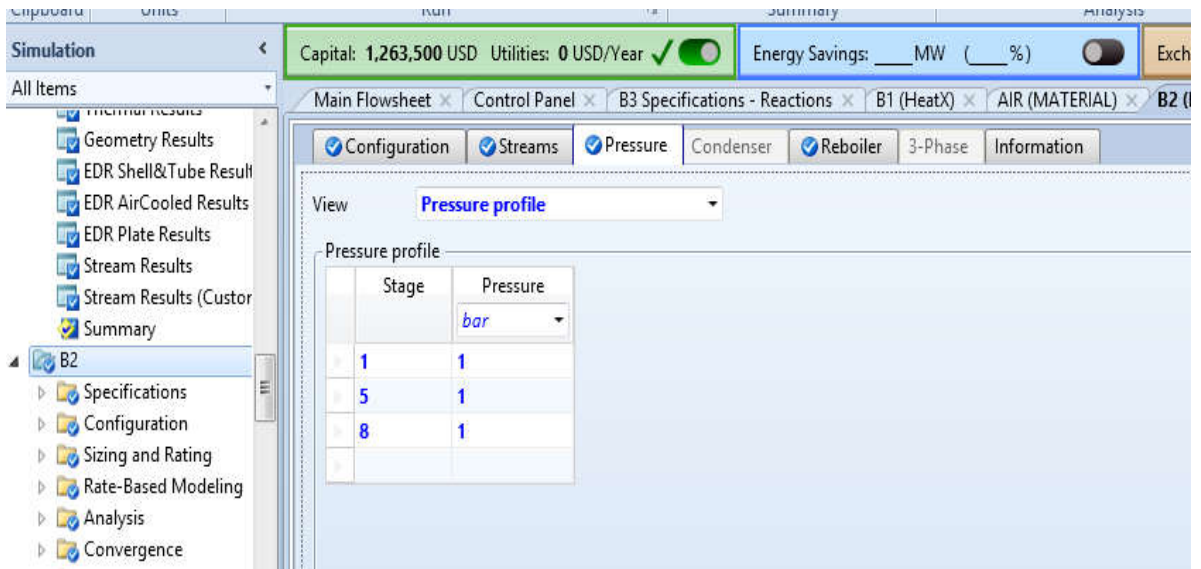 Clipboard Units Run Summary Analysis
Simulation
All Items
Capital: 1,263,500 USD Utilities: 0 USD/Year
Energy Savings: ____MW (____%)
Exch
Main Flowsheet
Control Panel
B3 Specifications - Reactions
B1 (HeatX)
AIR (MATERIAL)
B2 (
Thermal Results
Geometry Results
EDR Shell&Tube Result
EDR AirCooled Results
EDR Plate Results
Stream Results
Stream Results (Custor
Summary
B2
Specifications
Configuration
Sizing and Rating
Rate-Based Modeling
Analysis
Convergence
Configuration
Streams
Pressure
Condenser
Reboiler
3-Phase
Information
View Pressure profile
Pressure profile
Stage Pressure
bar
1 1
5 1
8 1